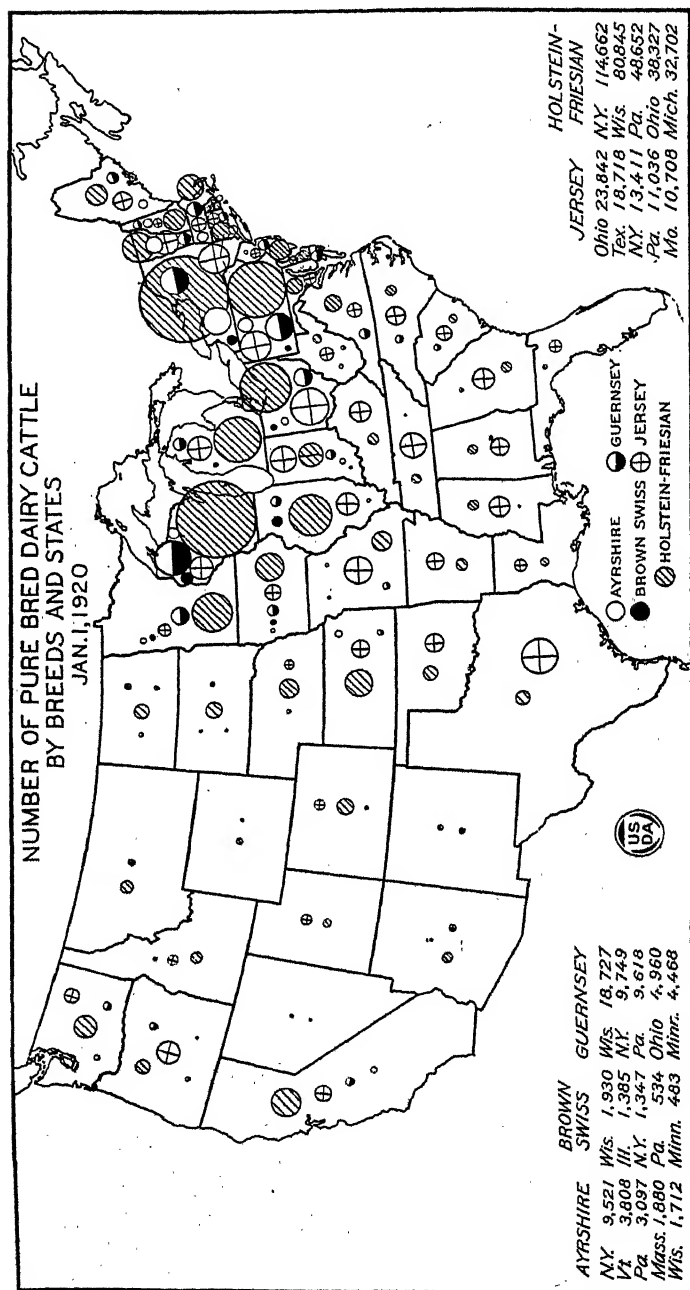 NUMBER OF PURE BRED DAIRY CATTLE
BY BREEDS AND STATES
JAN.1,1920
AYRSHIRE
N.Y. 9,521
Vt. 3,808
Pa. 3,097
Mass. 1,880
Wis. 1,712
BROWN
SWISS
Wis. 1,930
Ill. 1,385
N.Y. 1,347
Pa. 534
Minn. 483
GUERNSEY
Wis. 18,727
N.Y. 9,749
Pa. 9,618
Ohio 4,960
Minn. 4,468
US
DA
AYRSHIRE
GUERNSEY
BROWN SWISS
JERSEY
HOLSTEIN-FRIESIAN
JERSEY
Ohio 23,842
Tex. 18,718
N.Y. 13,411
Pa. 11,036
Mo. 10,708
HOLSTEIN-
FRIESIAN
N.Y. 114,662
Wis. 80,845
Pa. 48,652
Ohio 38,327
Mich. 32,702